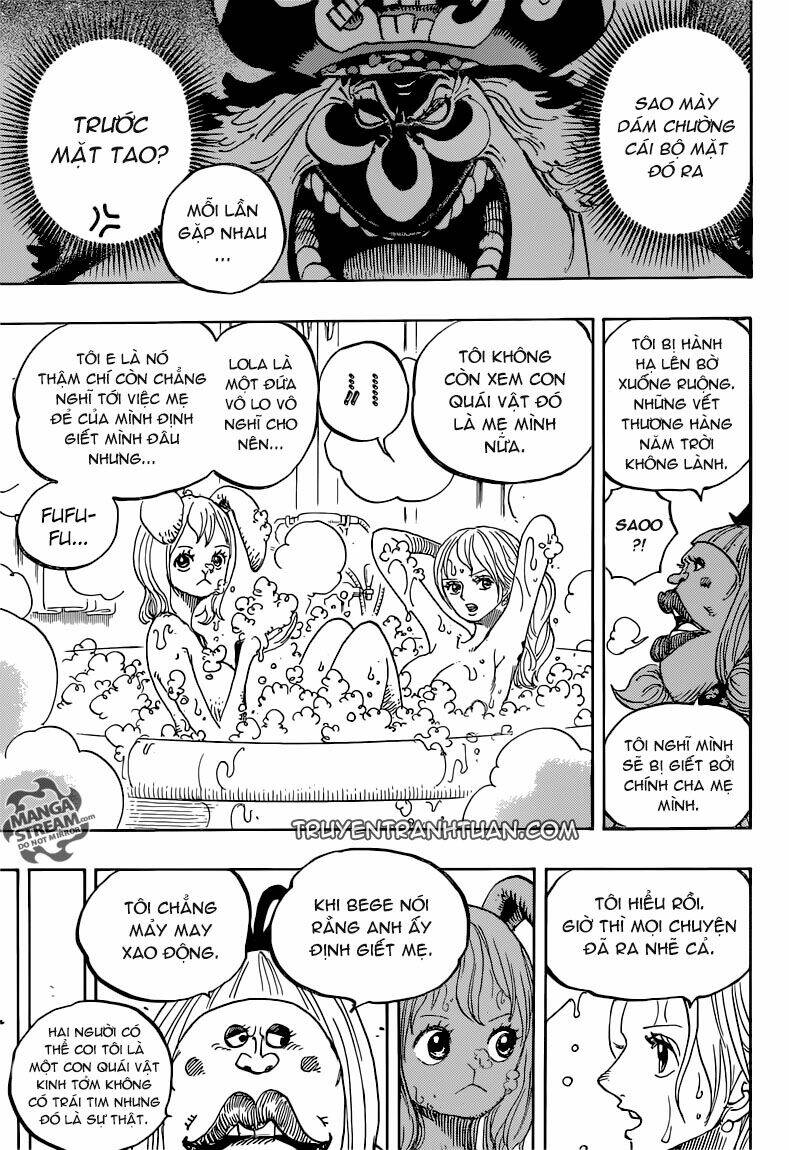 SAO MÀY
DÁM CHƯỜNG
CÁI BỘ MẶT
ĐÓ RA
TRƯỚC
MẶT TAO?
MỖI LẦN
GẶP NHAU
...
TÔI BỊ HÀNH
HẠ LÊN BỜ
XUỐNG RUỘNG.
NHỮNG VẾT
THƯƠNG HÀNG
NĂM TRỜI
KHÔNG LÀNH.
SAOO
?!
TÔI NGHĨ MÌNH
SẼ BỊ GIẾT BỞI
CHÍNH CHA MẸ
MÌNH.
TÔI KHÔNG
CÒN XEM CON
QUÁI VẬT ĐÓ
LÀ MẸ MÌNH
NỮA.
...... !!
LOLA LÀ
MỘT ĐỨA
VÔ LO VÔ
NGHĨ CHO
NÊN...
TÔI E LÀ NÓ
THẬM CHÍ CÒN CHẲNG
NGHĨ TỚI VIỆC MẸ
ĐẺ CỦA MÌNH ĐỊNH
GIẾT MÌNH ĐÂU
NHƯNG...
FUFU-
FU...
MANGA
STREAM.com
DO NOT MIRROR!
TRUYENTRANHTUAN.COM
TÔI HIỂU RỒI.
GIỜ THÌ MỌI CHUYỆN
ĐÃ RA NHẼ CẢ.
KHI BEGE NÓI
RẰNG ANH ẤY
ĐỊNH GIẾT MẸ.
TÔI CHẲNG
MẢY MAY
XAO ĐỘNG.
HAI NGƯỜI CÓ
THỂ COI TÔI LÀ
MỘT CON QUÁI VẬT
KINH TỞM KHÔNG
CÓ TRÁI TIM NHƯNG
ĐÓ LÀ SỰ THẬT.